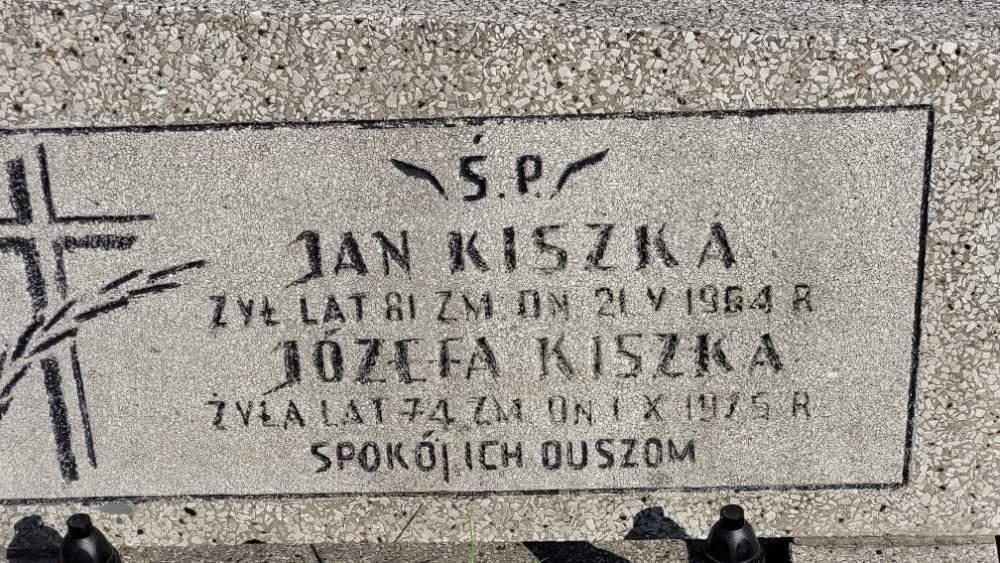 Ś.P.
JAN KISZKA
ŻYŁ LAT 81 ZM DN 21 V 1964 R
JÓZEFA KISZKA
ŻYŁA LAT 74 ZM DN 1 X 1975 R
SPOKÓJ ICH DUSZOM